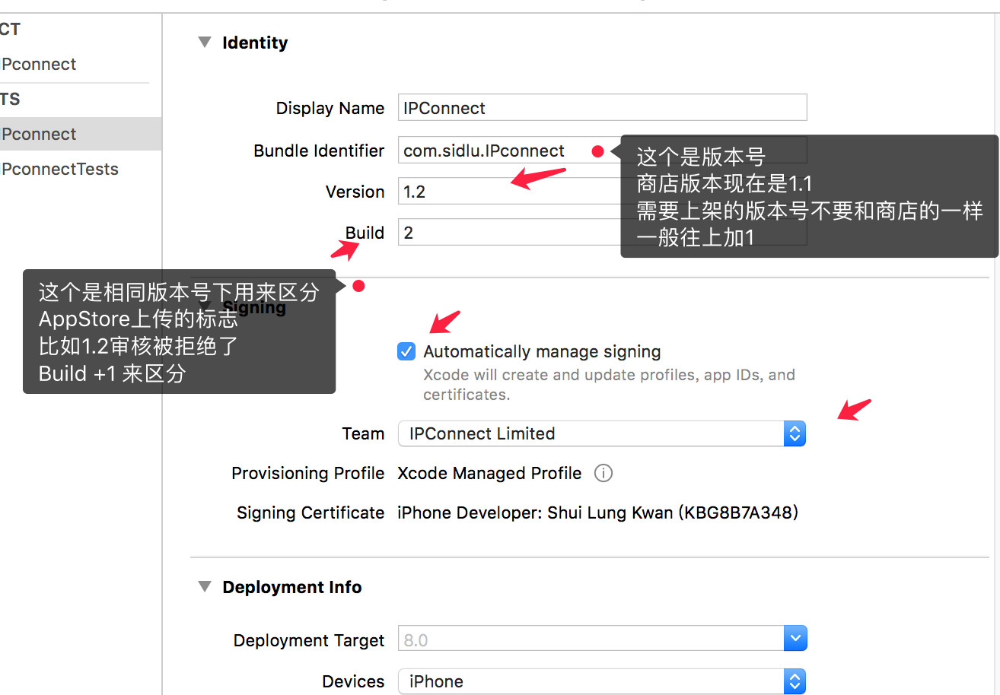 CT
IPconnect
TS
IPconnect
IPconnectTests
Identity
Display Name IPConnect
Bundle Identifier com.sidlu.IPconnect
Version 1.2
Build 2
这个是版本号
商店版本现在是1.1
需要上架的版本号不要和商店的一样
一般往上加1
这个是相同版本号下用来区分
AppStore上传的标志
比如1.2审核被拒绝了
Build +1 来区分
Signing
Automatically manage signing
Xcode will create and update profiles, app IDs, and
certificates.
Team IPConnect Limited
Provisioning Profile Xcode Managed Profile
Signing Certificate iPhone Developer: Shui Lung Kwan (KBG8B7A348)
Deployment Info
Deployment Target 8.0
Devices iPhone